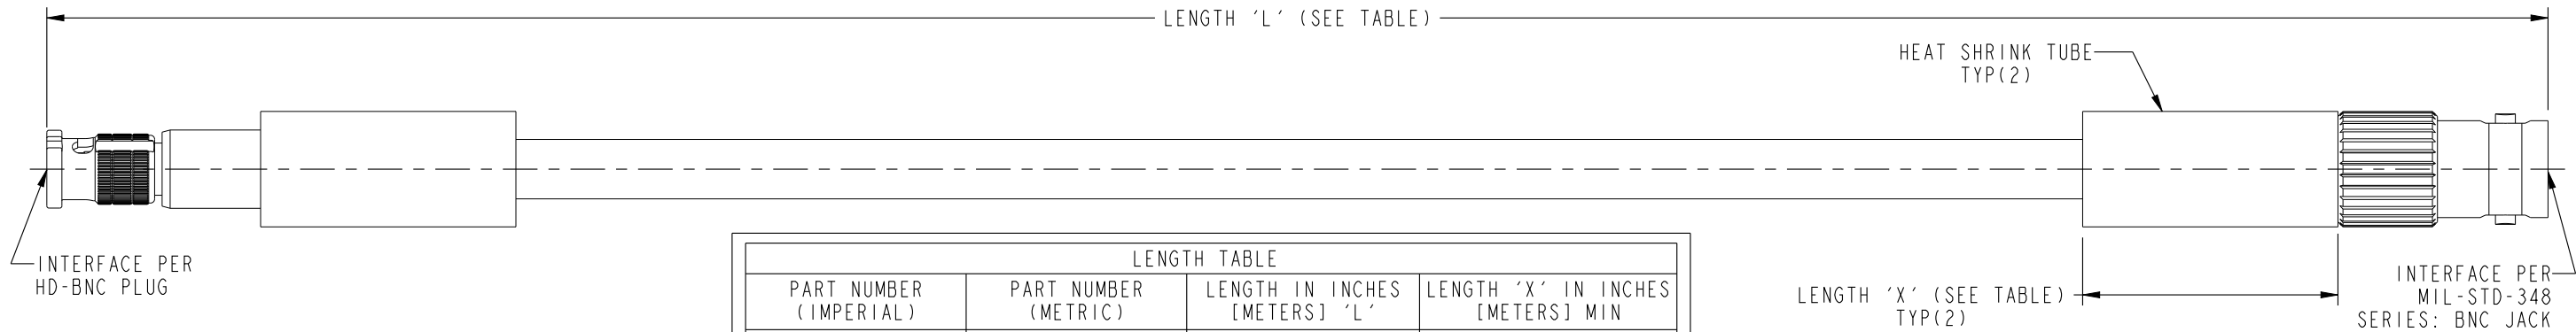 LENGTH 'L' (SEE TABLE)
HEAT SHRINK TUBE
TYP(2)
INTERFACE PER
HD-BNC PLUG
LENGTH TABLE
PART NUMBER
(IMPERIAL)
PART NUMBER
(METRIC)
LENGTH IN INCHES
[METERS] 'L'
LENGTH 'X' IN INCHES
[METERS] MIN
LENGTH 'X' (SEE TABLE)
TYP(2)
INTERFACE PER
MIL-STD-348
SERIES: BNC JACK